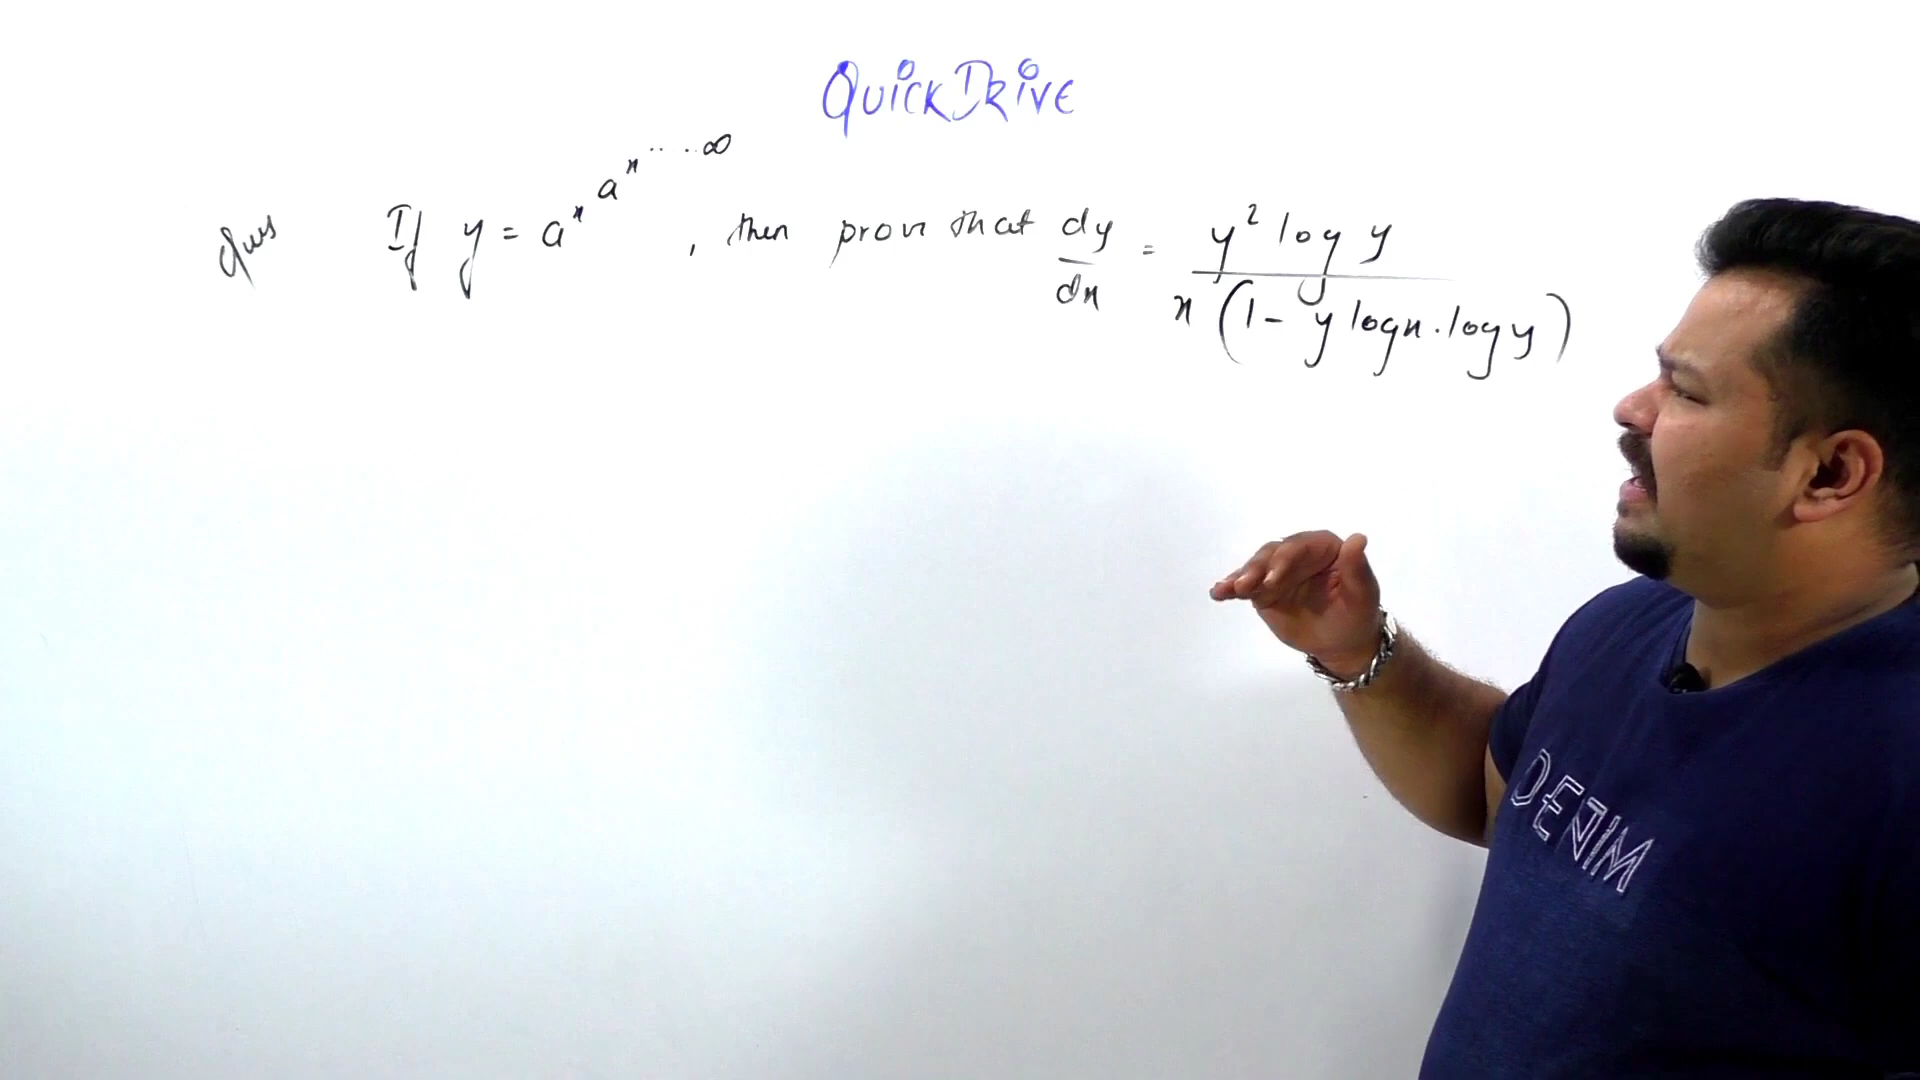 QUICKDRIVE
Ques If y = a^x^a^x^....∞, then prove that dy/dx = y² log y / x (1 - y log x . log y)
DENIM